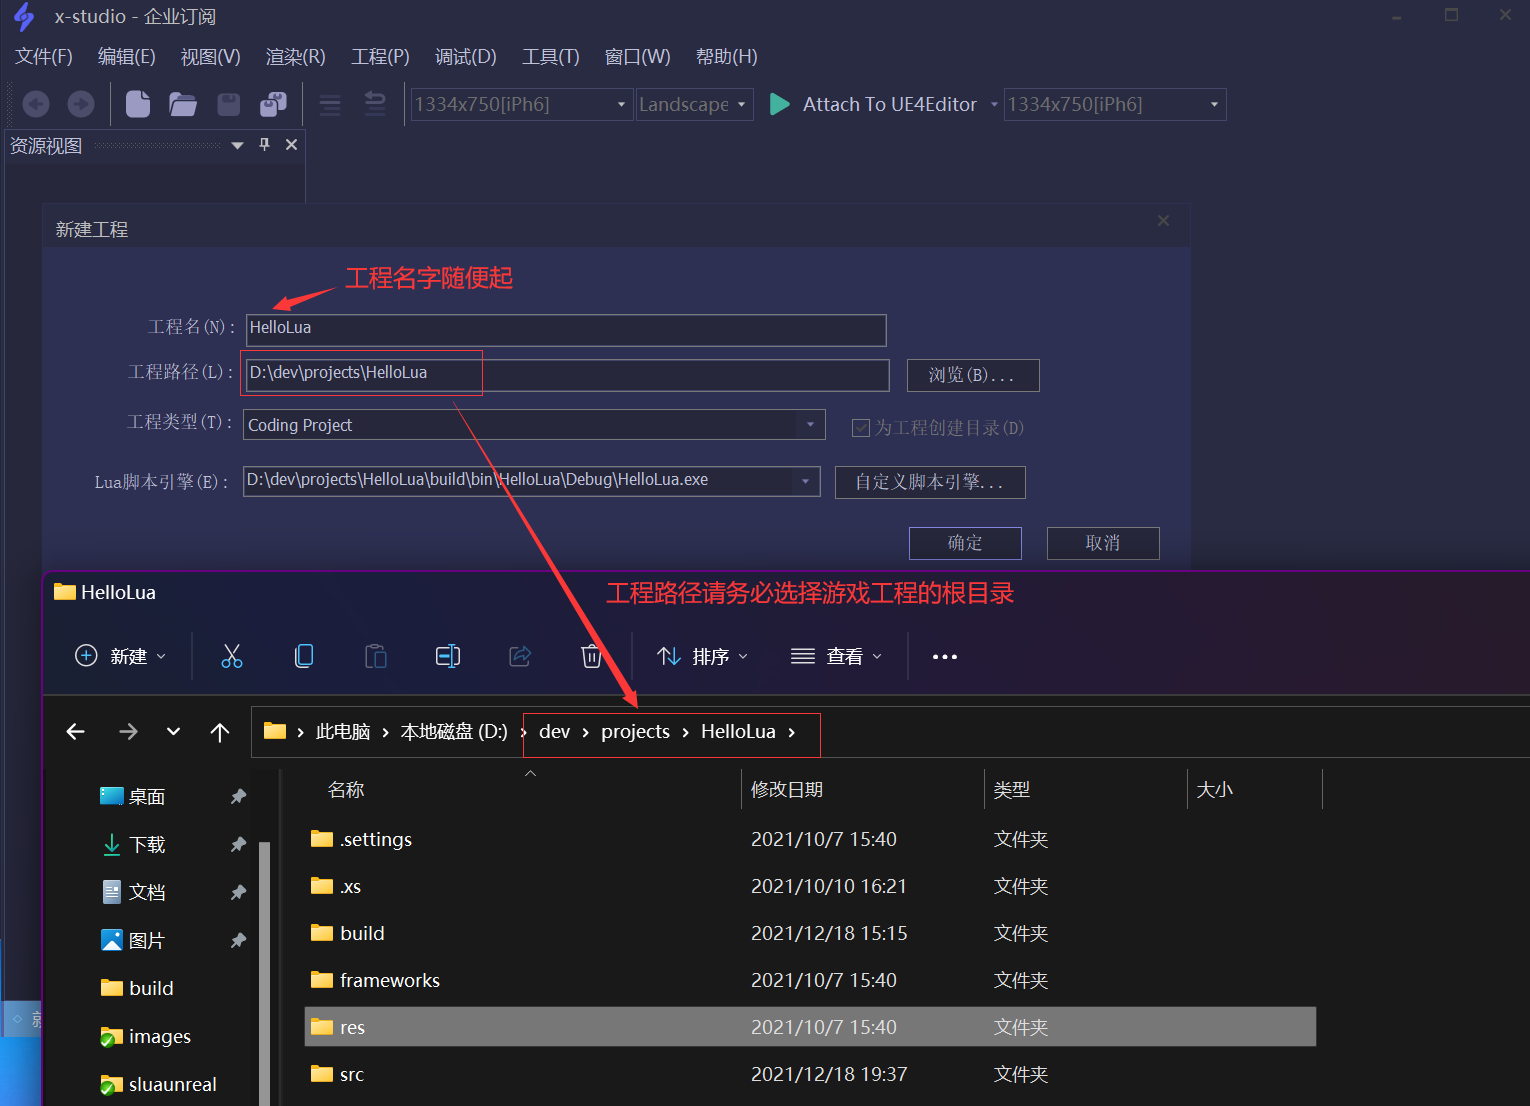 x-studio - 企业订阅
文件(F) 编辑(E) 视图(V) 渲染(R) 工程(P) 调试(D) 工具(T) 窗口(W) 帮助(H)
1334x750[iPh6] Landscape Attach To UE4Editor 1334x750[iPh6]
资源视图
新建工程
工程名字随便起
工程名(N): HelloLua
工程路径(L): D:\dev\projects\HelloLua 浏览(B)...
工程类型(T): Coding Project 为工程创建目录(D)
Lua脚本引擎(E): D:\dev\projects\HelloLua\build\bin\HelloLua\Debug\HelloLua.exe 自定义脚本引擎...
确定 取消
HelloLua
工程路径请务必选择游戏工程的根目录
新建 排序 查看
此电脑 本地磁盘 (D:) dev projects HelloLua
名称 修改日期 类型 大小
桌面
下载
文档
图片
build
images
sluaunreal
.settings 2021/10/7 15:40 文件夹
.xs 2021/10/10 16:21 文件夹
build 2021/12/18 15:15 文件夹
frameworks 2021/10/7 15:40 文件夹
res 2021/10/7 15:40 文件夹
src 2021/12/18 19:37 文件夹